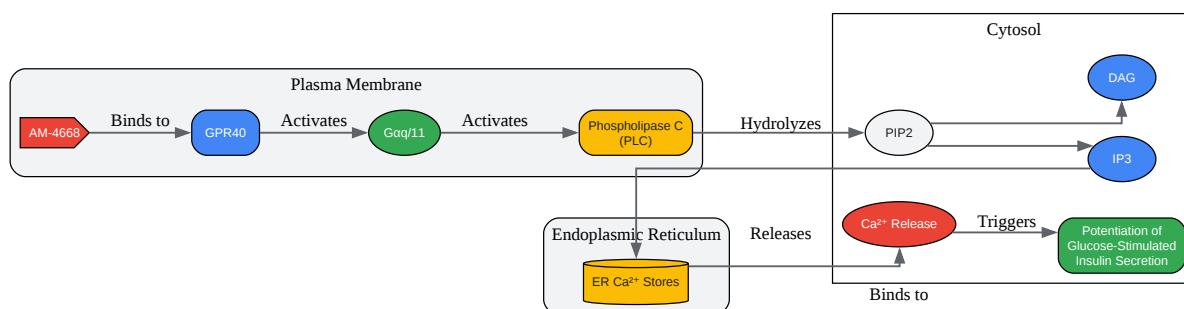 Cytosol
Plasma Membrane
DAG
AM-4668
Binds to
GPR40
Activates
Gαq/11
Activates
Phospholipase C
(PLC)
Hydrolyzes
PIP2
IP3
Endoplasmic Reticulum
Releases
Ca²⁺ Release
Triggers
Potentiation of
Glucose-Stimulated
Insulin Secretion
ER Ca²⁺ Stores
Binds to